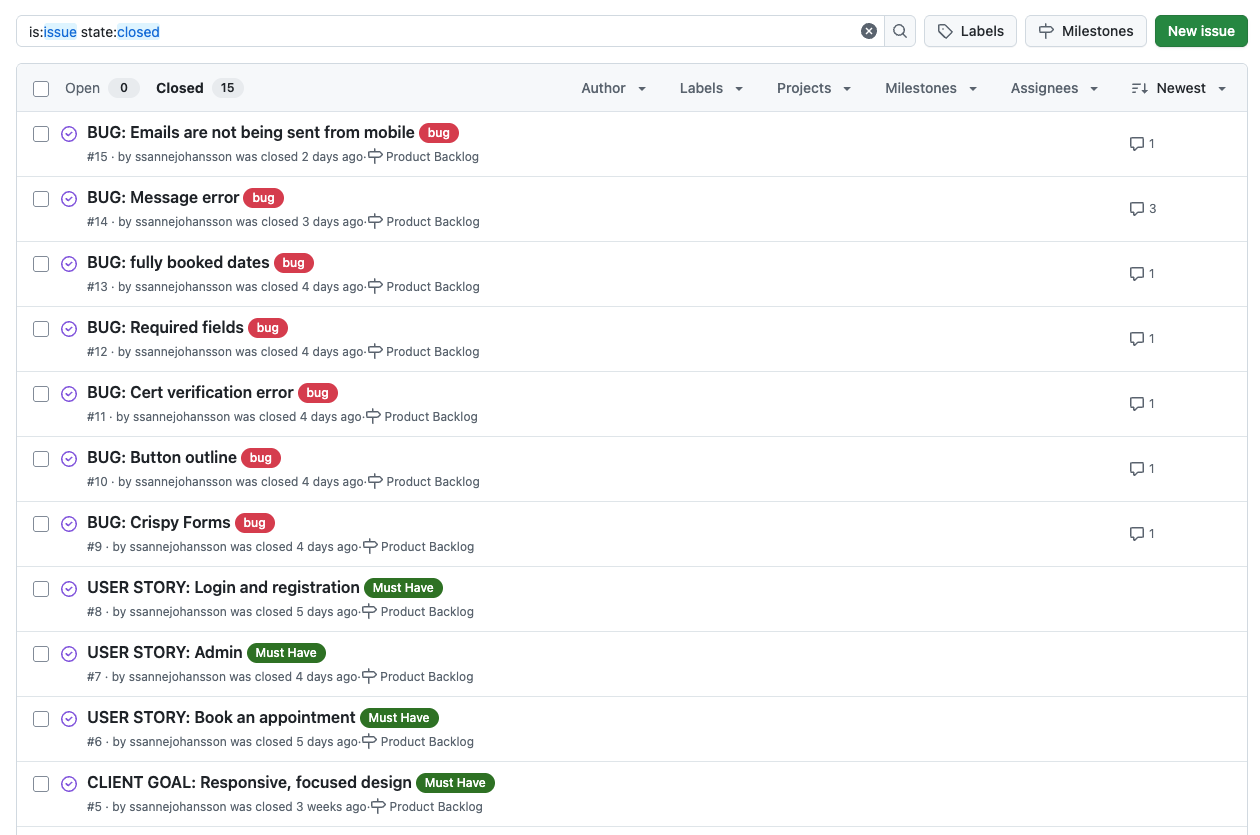 is:issue state:closed Labels Milestones New issue
Open 0 Closed 15 Author Labels Projects Milestones Assignees Newest
BUG: Emails are not being sent from mobile bug
#15 · by ssannejohansson was closed 2 days ago· Product Backlog 1
BUG: Message error bug
#14 · by ssannejohansson was closed 3 days ago· Product Backlog 3
BUG: fully booked dates bug
#13 · by ssannejohansson was closed 4 days ago· Product Backlog 1
BUG: Required fields bug
#12 · by ssannejohansson was closed 4 days ago· Product Backlog 1
BUG: Cert verification error bug
#11 · by ssannejohansson was closed 4 days ago· Product Backlog 1
BUG: Button outline bug
#10 · by ssannejohansson was closed 4 days ago· Product Backlog 1
BUG: Crispy Forms bug
#9 · by ssannejohansson was closed 4 days ago· Product Backlog 1
USER STORY: Login and registration Must Have
#8 · by ssannejohansson was closed 5 days ago· Product Backlog
USER STORY: Admin Must Have
#7 · by ssannejohansson was closed 4 days ago· Product Backlog
USER STORY: Book an appointment Must Have
#6 · by ssannejohansson was closed 5 days ago· Product Backlog
CLIENT GOAL: Responsive, focused design Must Have
#5 · by ssannejohansson was closed 3 weeks ago· Product Backlog